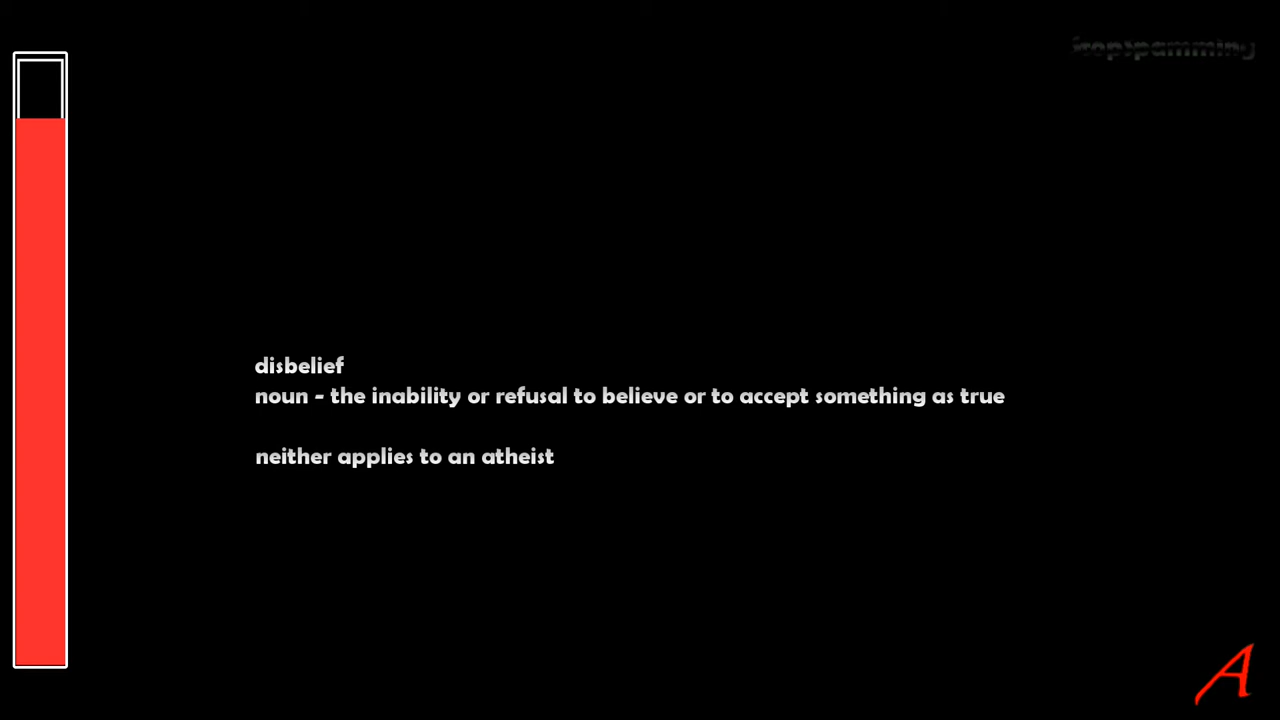 disbelief
noun - the inability or refusal to believe or to accept something as true
neither applies to an atheist
A